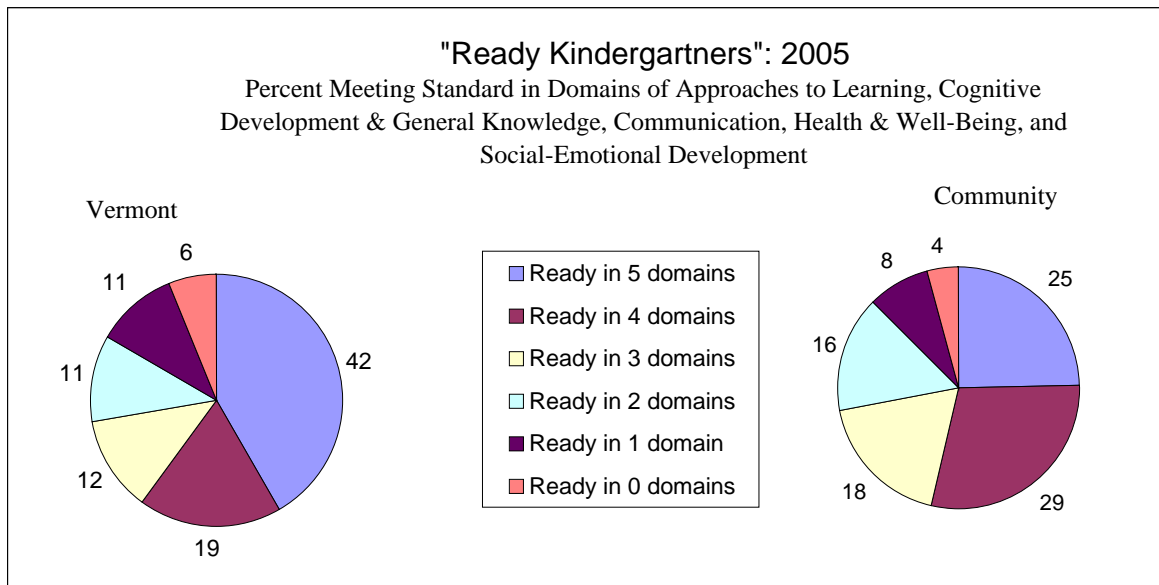 "Ready Kindergartners": 2005
Percent Meeting Standard in Domains of Approaches to Learning, Cognitive
Development & General Knowledge, Communication, Health & Well-Being, and
Social-Emotional Development
Vermont
6
11
11
12
19
42
Ready in 5 domains
Ready in 4 domains
Ready in 3 domains
Ready in 2 domains
Ready in 1 domain
Ready in 0 domains
Community
4
8
16
18
29
25